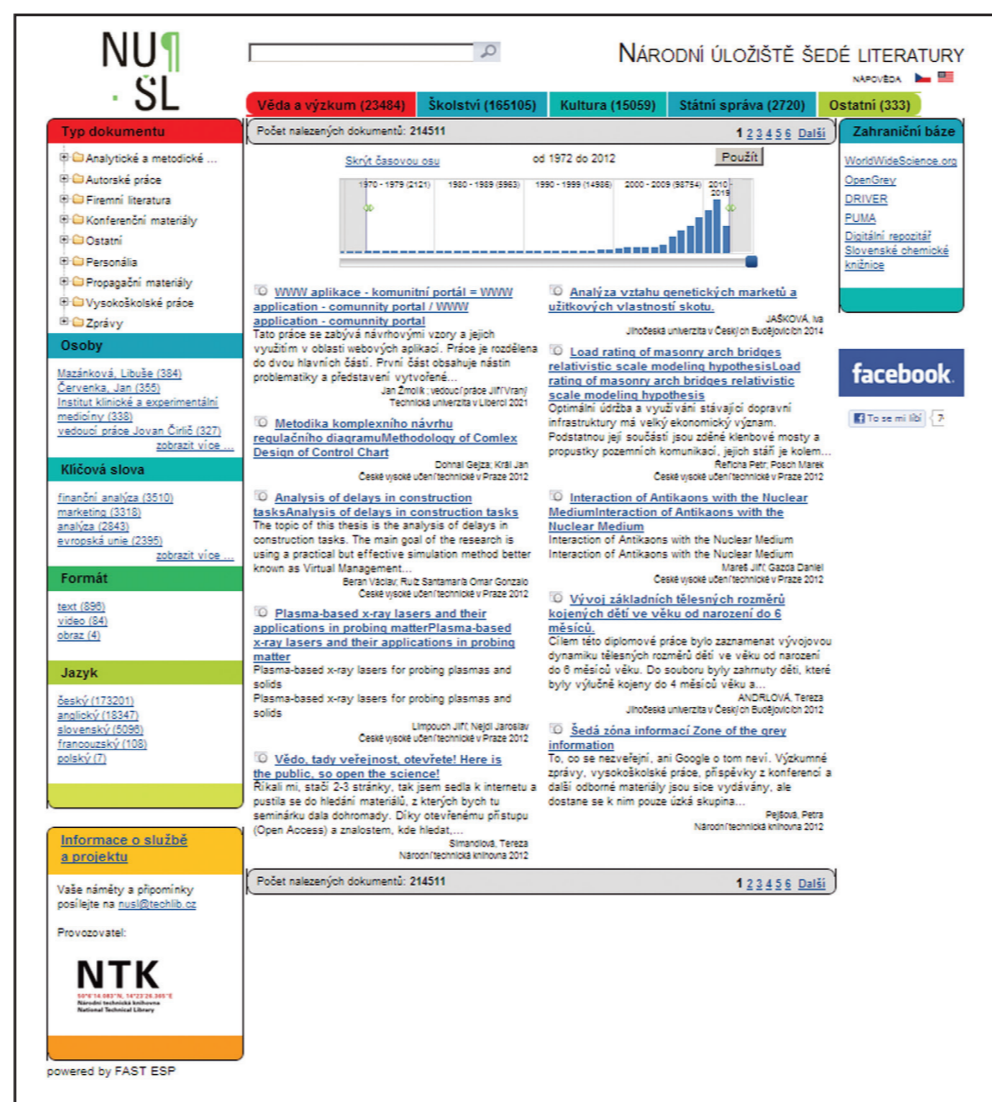 NU¶
ŠL
NÁRODNÍ ÚLOŽIŠTĚ ŠEDÉ LITERATURY
NÁPOVĚDA
Věda a výzkum (23484)
Školství (165105)
Kultura (15059)
Státní správa (2720)
Ostatní (333)
Typ dokumentu
Analytické a metodické ...
Autorské práce
Firemní literatura
Konferenční materiály
Ostatní
Personália
Propagační materiály
Vysokoškolské práce
Zprávy
Osoby
Mazánková, Libuše (384)
Červenka, Jan (355)
Institut klinické a experimentální
medicíny (338)
vedoucí práce Jovan Čirlič (327)
zobrazit více ...
Klíčová slova
finanční analýza (3510)
marketing (3318)
analýza (2843)
evropská unie (2395)
zobrazit více ...
Formát
text (896)
video (84)
obraz (4)
Jazyk
český (173201)
anglický (18347)
slovenský (5096)
francouzský (108)
polský (7)
Informace o službě
a projektu
Vaše náměty a připomínky
posílejte na nusl@techlib.cz
Provozovatel:
NTK
Národní technická knihovna
National Technical Library
powered by FAST ESP
Počet nalezených dokumentů: 214511
1 2 3 4 5 6 Další
Skrýt časovou osu
od 1972 do 2012
Použít
1970 - 1979 (2121)
1980 - 1989 (5963)
1990 - 1999 (14985)
2000 - 2009 (98754)
2010 -
2019
WWW aplikace - komunitní portál = WWW
application - comunnity portal / WWW
application - comunnity portal
Tato práce se zabývá návrhovými vzory a jejich
využitím v oblasti webových aplikací. Práce je rozdělena
do dvou hlavních částí. První část obsahuje nástin
problematiky a představení vytvořené...
Jan Žmolík ; vedoucí práce Jiří Vraný
Technická univerzita v Liberci 2021
Metodika komplexního návrhu
regulačního diagramuMethodology of Comlex
Design of Control Chart
Dohnal Gejza; Král Jan
České vysoké učení technické v Praze 2012
Analysis of delays in construction
tasksAnalysis of delays in construction tasks
The topic of this thesis is the analysis of delays in
construction tasks. The main goal of the research is
using a practical but effective simulation method better
known as Virtual Management...
Beran Václav; Ruiz Santamaría Omar Gonzalo
České vysoké učení technické v Praze 2012
Plasma-based x-ray lasers and their
applications in probing matterPlasma-based
x-ray lasers and their applications in probing
matter
Plasma-based x-ray lasers for probing plasmas and
solids
Plasma-based x-ray lasers for probing plasmas and
solids
Limpouch Jiří; Nejdl Jaroslav
České vysoké učení technické v Praze 2012
Vědo, tady veřejnost, otevřete! Here is
the public, so open the science!
Říkali mi, stačí 2-3 stránky, tak jsem sedla k internetu a
pustila se do hledání materiálů, z kterých bych tu
seminárku dala dohromady. Díky otevřenému přístupu
(Open Access) a znalostem, kde hledat,...
Simandlová, Tereza
Národní technická knihovna 2012
Analýza vztahu genetických marketů a
užitkových vlastností skotu.
JAŠKOVÁ, Iva
Jihočeská univerzita v Českých Budějovicích 2014
Load rating of masonry arch bridges
relativistic scale modeling hypothesisLoad
rating of masonry arch bridges relativistic
scale modeling hypothesis
Optimální údržba a využívání stávající dopravní
infrastruktury má velký ekonomický význam.
Podstatnou její součástí jsou zděné klenbové mosty a
propustky pozemních komunikací, jejich stáří je kolem...
Řeřicha Petr; Posch Marek
České vysoké učení technické v Praze 2012
Interaction of Antikaons with the Nuclear
MediumInteraction of Antikaons with the
Nuclear Medium
Interaction of Antikaons with the Nuclear Medium
Interaction of Antikaons with the Nuclear Medium
Mareš Jiří; Gazda Daniel
České vysoké učení technické v Praze 2012
Vývoj základních tělesných rozměrů
kojených dětí ve věku od narození do 6
měsíců.
Cílem této diplomové práce bylo zaznamenat vývojovou
dynamiku tělesných rozměrů dětí ve věku od narození
do 6 měsíců věku. Do souboru byly zahrnuty děti, které
byly výlučně kojeny do 4 měsíců věku a...
ANDRLOVÁ, Tereza
Jihočeská univerzita v Českých Budějovicích 2012
Šedá zóna informací Zone of the grey
information
To, co se nezveřejní, ani Google o tom neví. Výzkumné
zprávy, vysokoškolské práce, příspěvky z konferencí a
další odborné materiály jsou sice vydávány, ale
dostane se k nim pouze úzká skupina...
Pejšová, Petra
Národní technická knihovna 2012
Počet nalezených dokumentů: 214511
1 2 3 4 5 6 Další
Zahraniční báze
WorldWideScience.org
OpenGrey
DRIVER
PUMA
Digitální repozitář
Slovenské chemické
knižnice
facebook
To se mi líbí